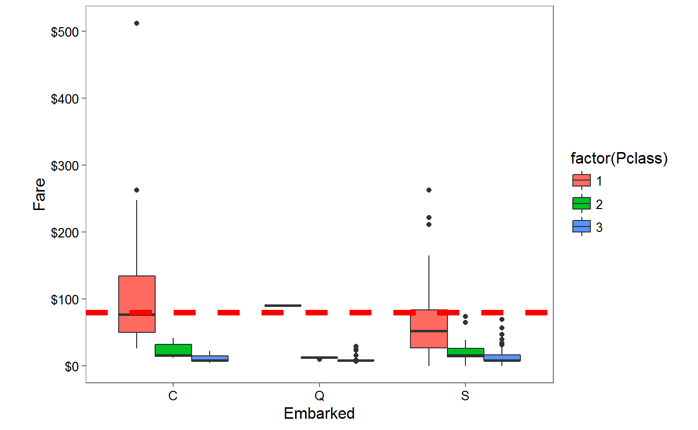 $500
$400
$300
$200
$100
$0
Fare
C
Q
S
Embarked
factor(Pclass)
1
2
3